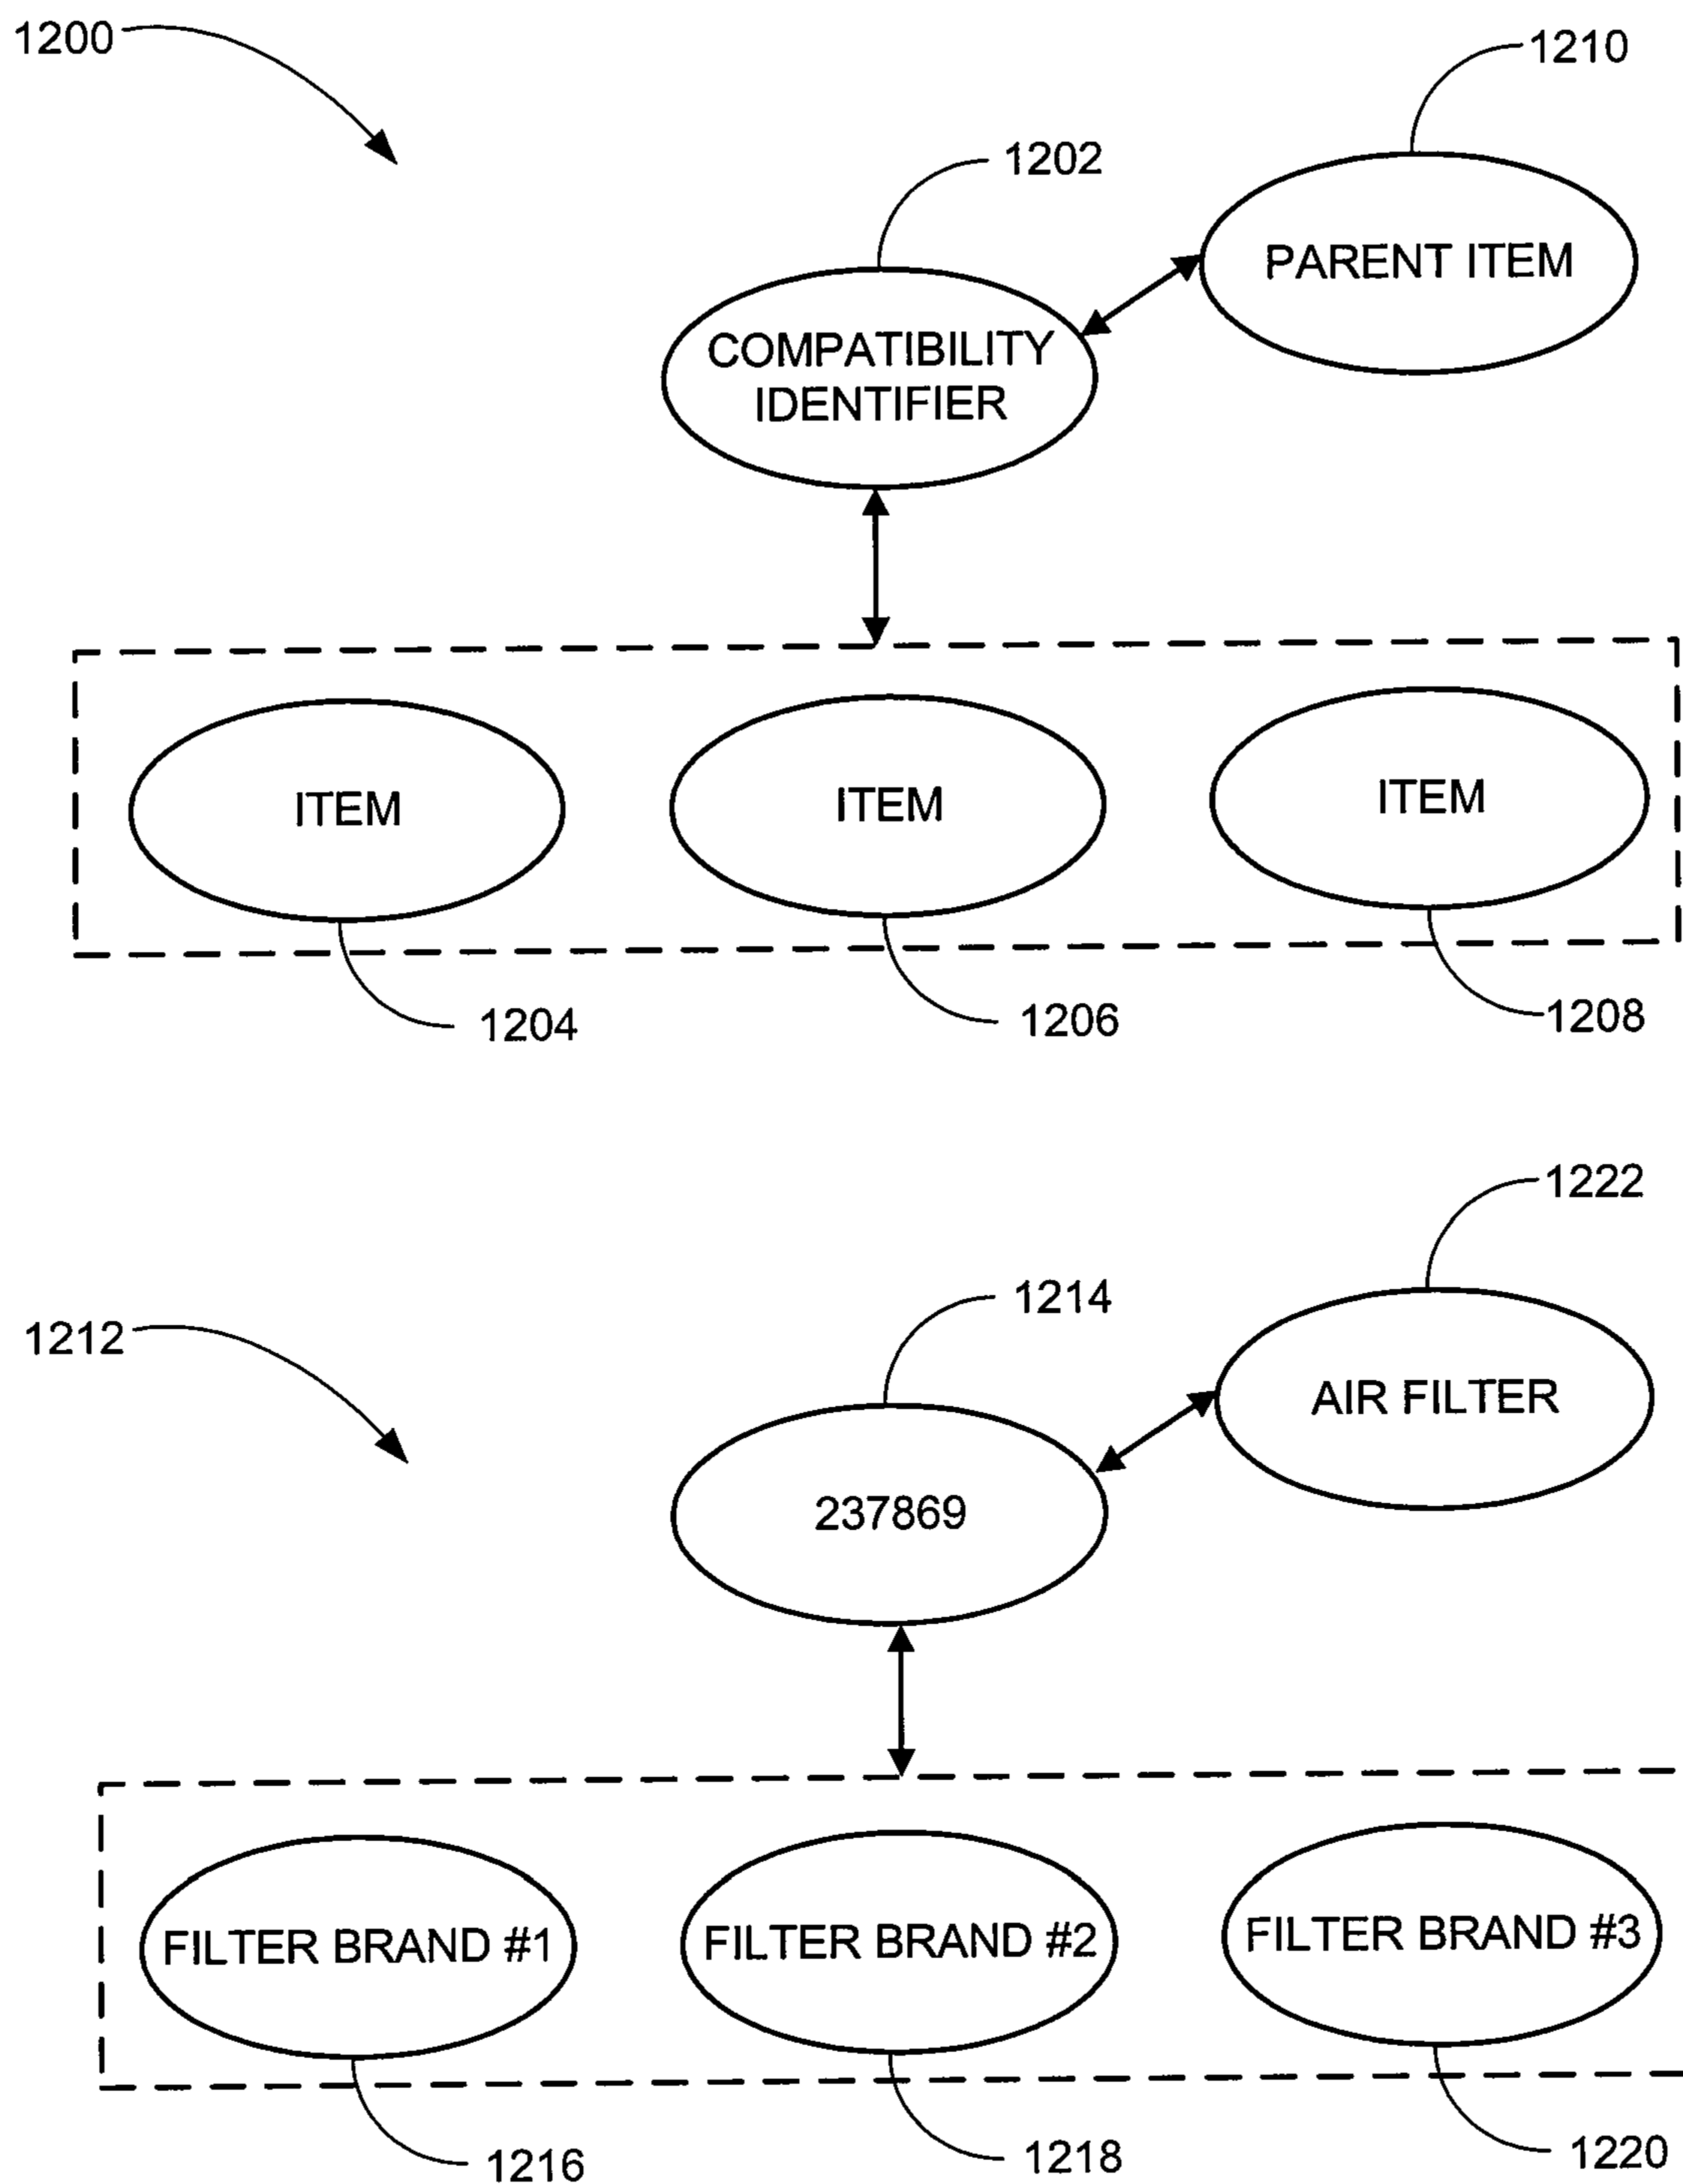 1200
1210
1202
PARENT ITEM
COMPATIBILITY
IDENTIFIER
ITEM
ITEM
ITEM
1204
1206
1208
1222
1214
1212
AIR FILTER
237869
FILTER BRAND #1
FILTER BRAND #2
FILTER BRAND #3
1216
1218
1220